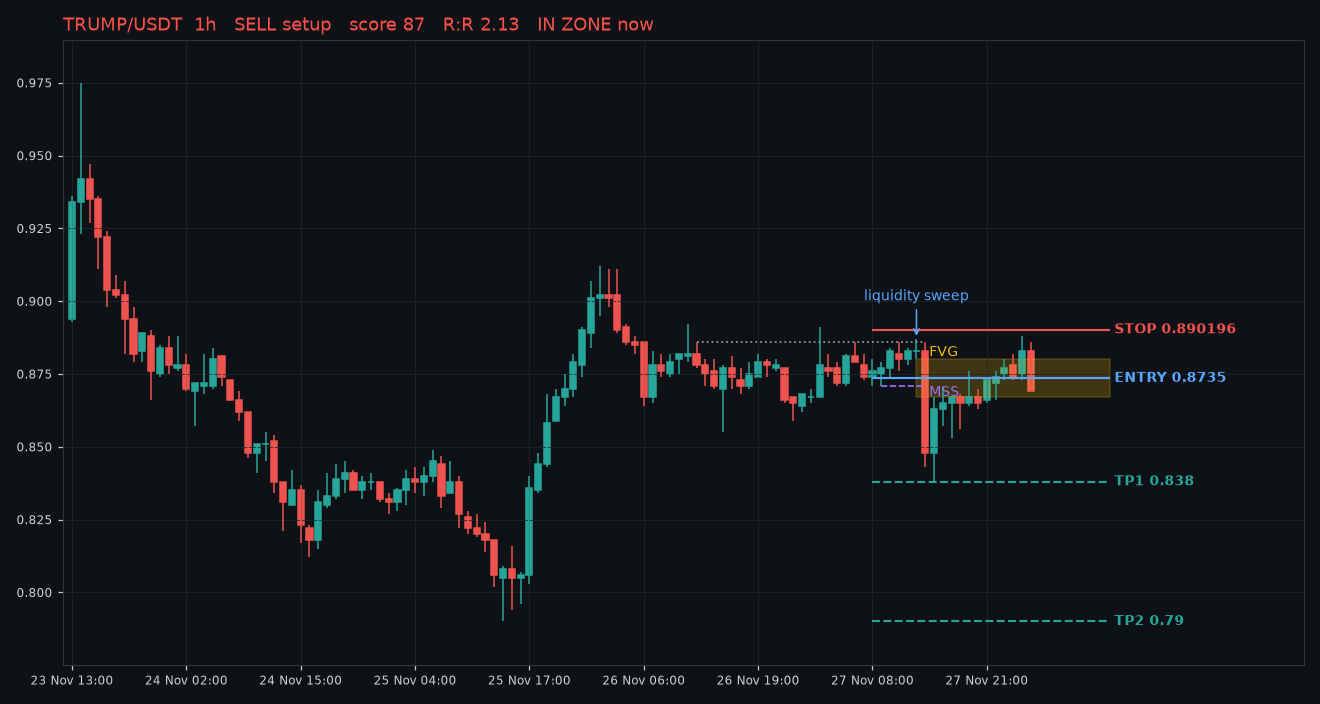 TRUMP/USDT 1h SELL setup score 87 R:R 2.13 IN ZONE now
0.975
0.950
0.925
0.900
0.875
0.850
0.825
0.800
liquidity sweep
FVG
MSS
STOP 0.890196
ENTRY 0.8735
TP1 0.838
TP2 0.79
23 Nov 13:00
24 Nov 02:00
24 Nov 15:00
25 Nov 04:00
25 Nov 17:00
26 Nov 06:00
26 Nov 19:00
27 Nov 08:00
27 Nov 21:00